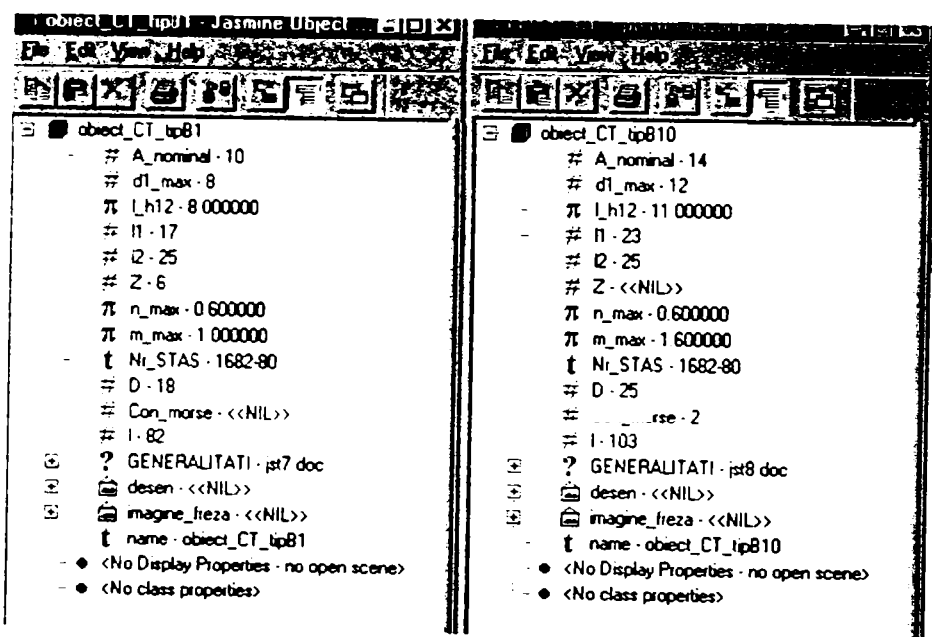 obiect_CT_tipB1 - Jasmine Object
File Edit View Help
obiect_CT_tipB1
# A_nominal - 10
# d1_max - 8
π l_h12 - 8.000000
# l1 - 17
# l2 - 25
# Z - 6
π n_max - 0.600000
π m_max - 1.000000
t Nr_STAS - 1682-80
# D - 18
# Con_morse - <<NIL>>
# l - 82
? GENERALITATI - jst7.doc
desen - <<NIL>>
imagine_freza - <<NIL>>
t name - obiect_CT_tipB1
<No Display Properties - no open scene>
<No class properties>
File Edit View Help
obiect_CT_tipB10
# A_nominal - 14
# d1_max - 12
π l_h12 - 11.000000
# l1 - 23
# l2 - 25
# Z - <<NIL>>
π n_max - 0.600000
π m_max - 1.600000
t Nr_STAS - 1682-80
# D - 25
# rse - 2
# l - 103
? GENERALITATI - jst8.doc
desen - <<NIL>>
imagine_freza - <<NIL>>
t name - obiect_CT_tipB10
<No Display Properties - no open scene>
<No class properties>